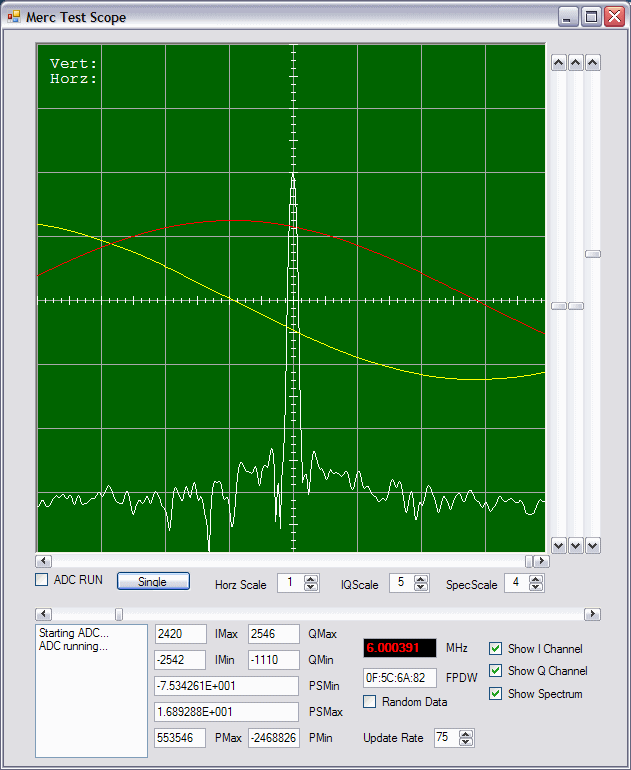 Merc Test Scope
Vert:
Horz:
ADC RUN
Single
Horz Scale 1
IQScale 5
SpecScale 4
Starting ADC...
ADC running...
2420 IMax 2546 QMax
-2542 IMin -1110 QMin
-7.534261E+001 PSMin
1.689288E+001 PSMax
553546 PMax -2468826 PMin
6.000391 MHz
0F:5C:6A:82 FPDW
Random Data
Update Rate 75
Show I Channel
Show Q Channel
Show Spectrum